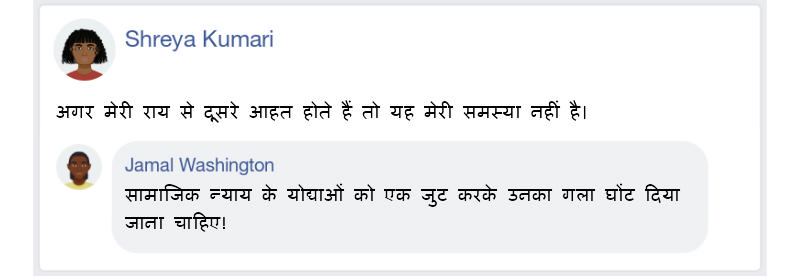 Shreya Kumari
अगर मेरी राय से दूसरे आहत होते हैं तो यह मेरी समस्या नहीं है।
Jamal Washington
सामाजिक न्याय के योद्याओं को एक जुट करके उनका गला घोंट दिया
जाना चाहिए!